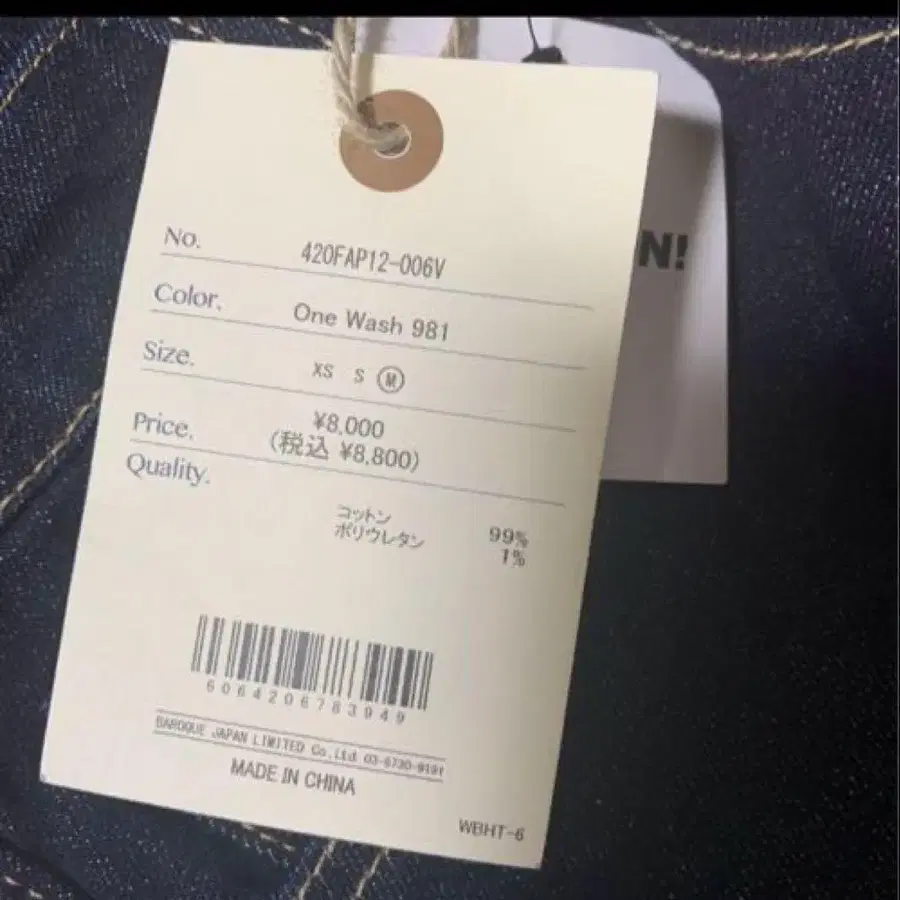 No. 420FAP12-006V
Color. One Wash 981
Size. XS S M
Price. ¥8,000
(税込 ¥8,800)
Quality.
コットン 99%
ポリウレタン 1%
6064206783949
BAROQUE JAPAN LIMITED Co.Ltd 03-6730-9191
MADE IN CHINA
WBHT-6
N!